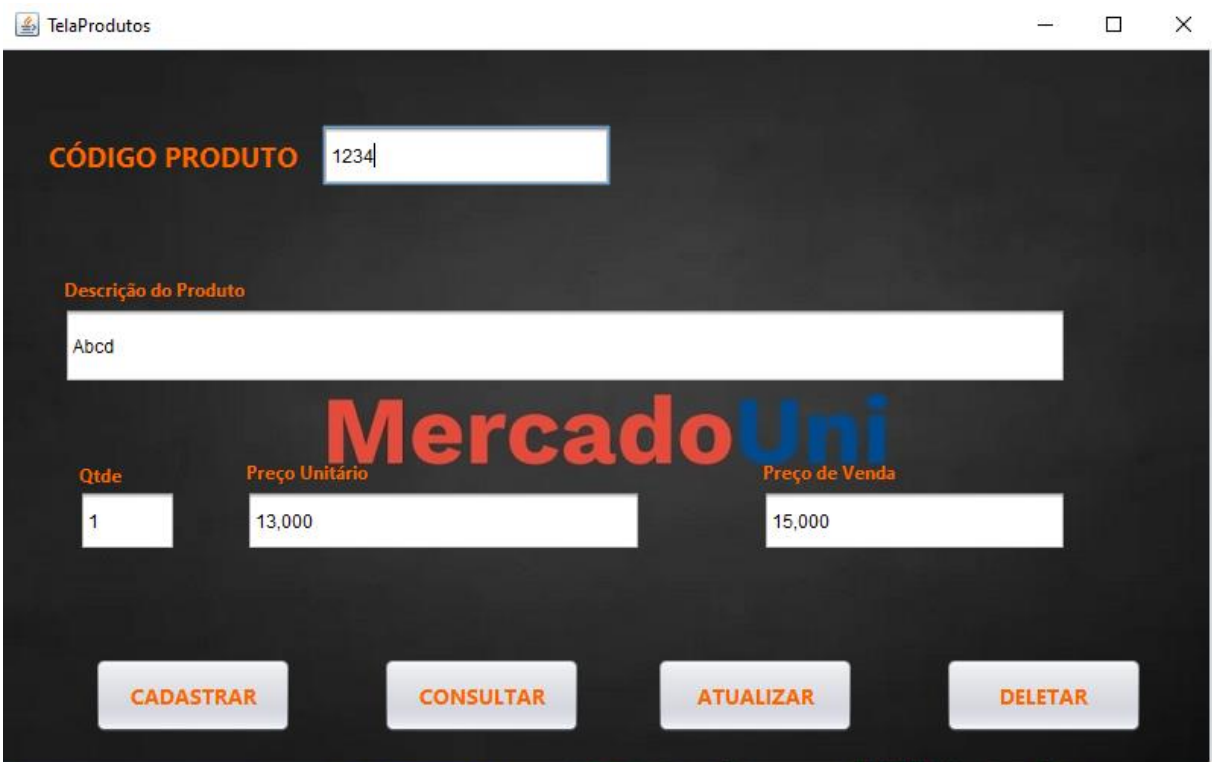 TelaProdutos
CÓDIGO PRODUTO 1234
Descrição do Produto
Abcd
MercadoUni
Qtde Preço Unitário Preço de Venda
1 13,000 15,000
CADASTRAR CONSULTAR ATUALIZAR DELETAR